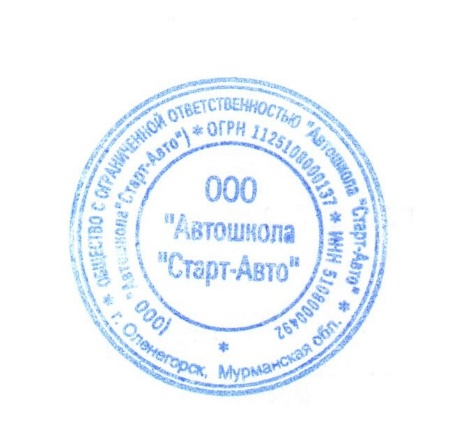 * ОБЩЕСТВО С ОГРАНИЧЕННОЙ ОТВЕТСТВЕННОСТЬЮ "Автошкола "Старт-Авто" *
г. Оленегорск, Мурманская обл.
(ООО "Автошкола "Старт-Авто") * ОГРН 1125108000137 * ИНН 5108000492
*
ООО
"Автошкола
"Старт-Авто"